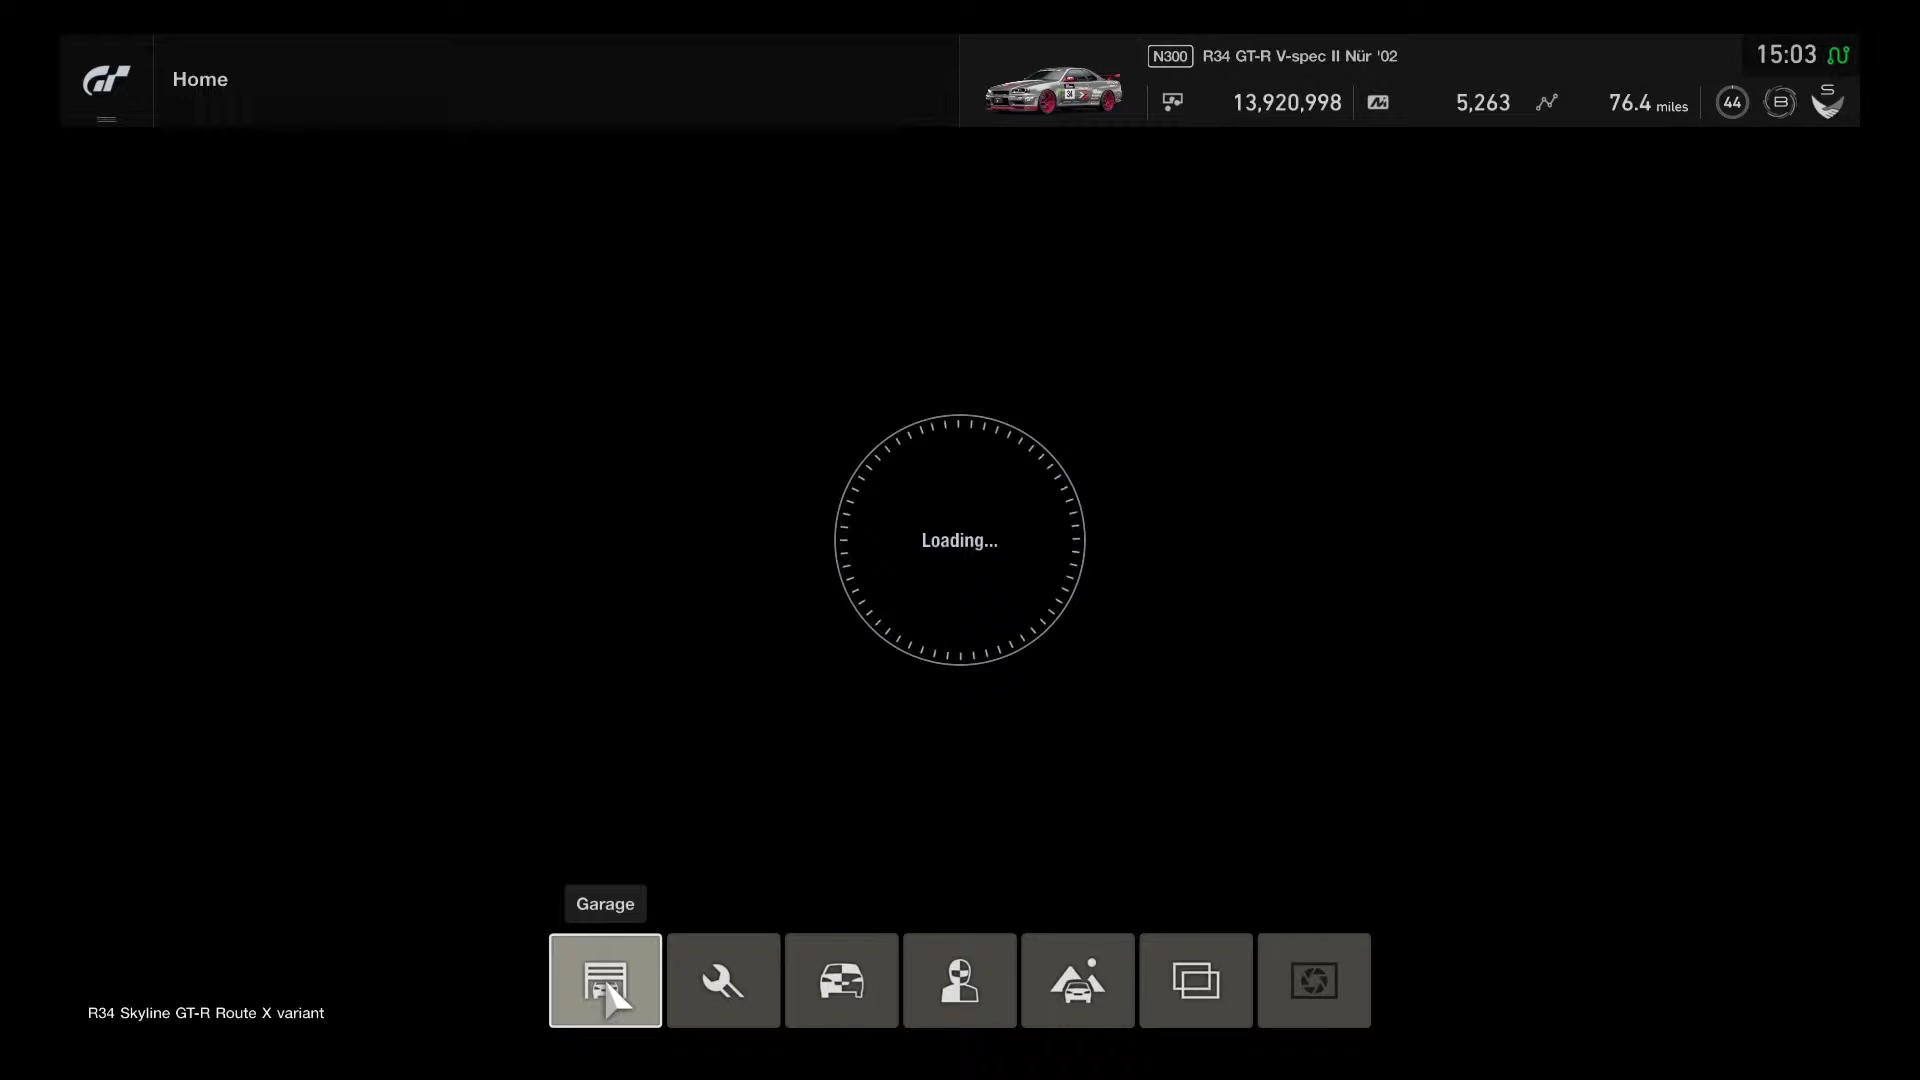 Home
N300 R34 GT-R V-spec II Nür '02
15:03
13,920,998
5,263
76.4 miles
44
B
S
Loading...
Garage
R34 Skyline GT-R Route X variant